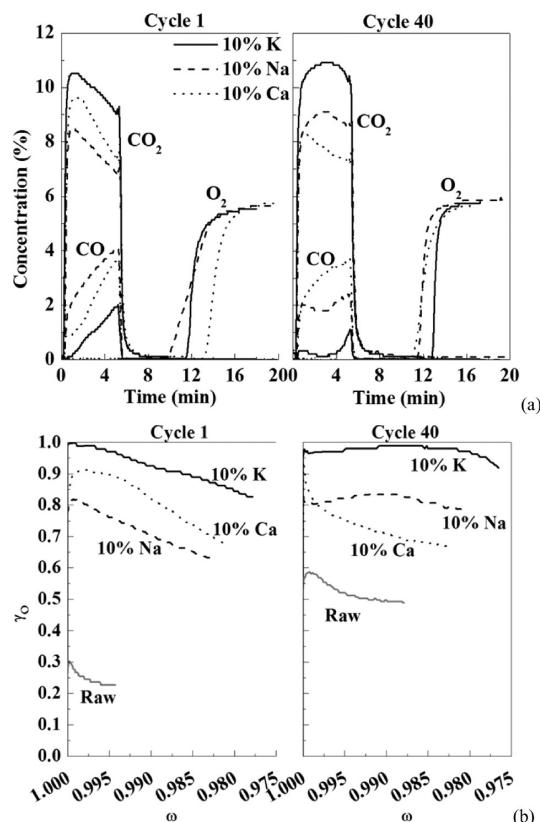 Cycle 1
Cycle 40
12
10
8
6
4
2
0
Concentration (%)
10% K
10% Na
10% Ca
CO₂
CO
O₂
CO₂
CO
O₂
0 4 8 12 16 20
0 4 8 12 16 20
Time (min)
Time (min)
(a)
Cycle 1
Cycle 40
1.0
0.9
0.8
0.7
0.6
0.5
0.4
0.3
0.2
0.1
0.0
γO
10% K
10% Ca
10% Na
Raw
10% K
10% Na
10% Ca
Raw
1.000 0.995 0.990 0.985 0.980 0.975
1.000 0.995 0.990 0.985 0.980 0.975
ω
ω
(b)